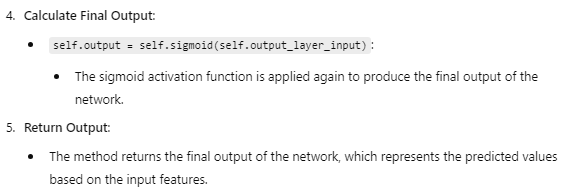 4. Calculate Final Output:
• self.output = self.sigmoid(self.output_layer_input) :
• The sigmoid activation function is applied again to produce the final output of the
network.
5. Return Output:
• The method returns the final output of the network, which represents the predicted values
based on the input features.